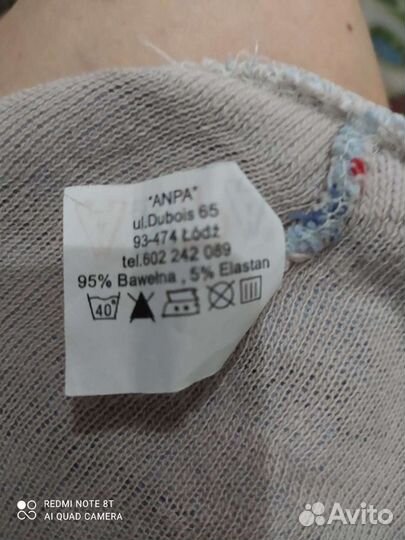 "ANPA"
ul.Dubois 65
93-474 Łódź
tel.602 242 089
95% Bawełna , 5% Elastan
40°
REDMI NOTE 8T
AI QUAD CAMERA
Avito